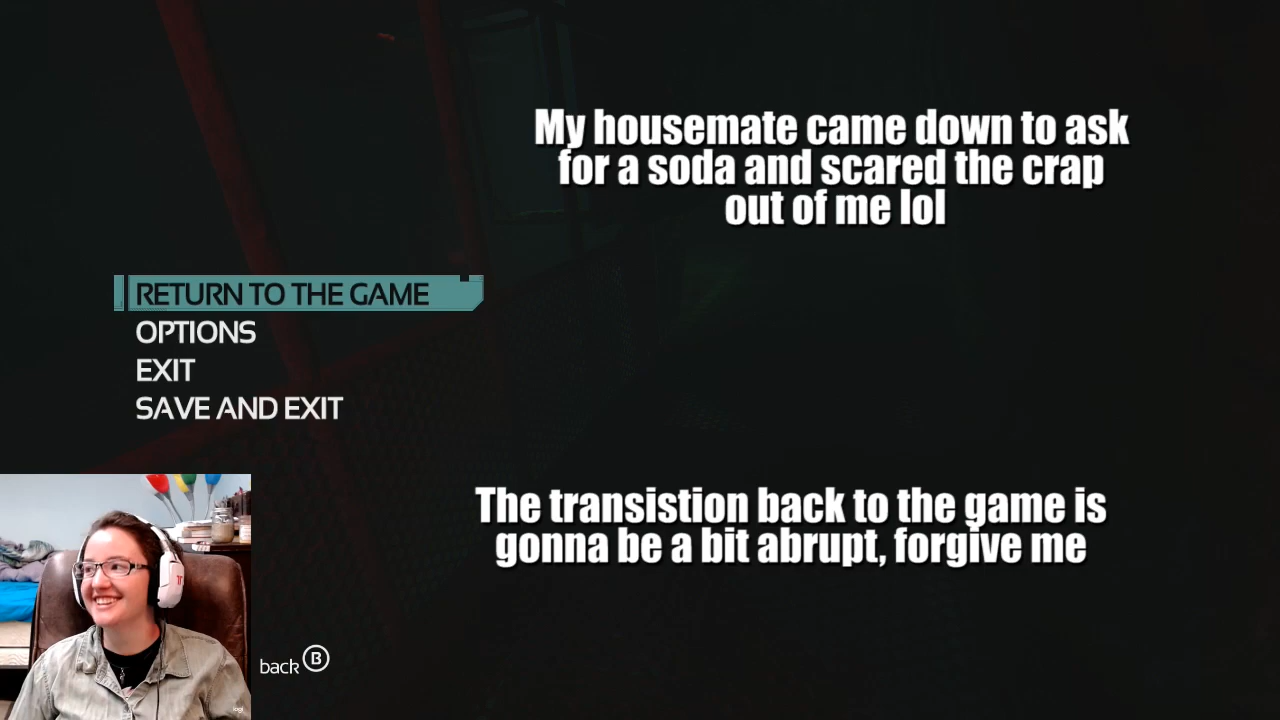 My housemate came down to ask
for a soda and scared the crap
out of me lol
RETURN TO THE GAME
OPTIONS
EXIT
SAVE AND EXIT
The transistion back to the game is
gonna be a bit abrupt, forgive me
back B
logi